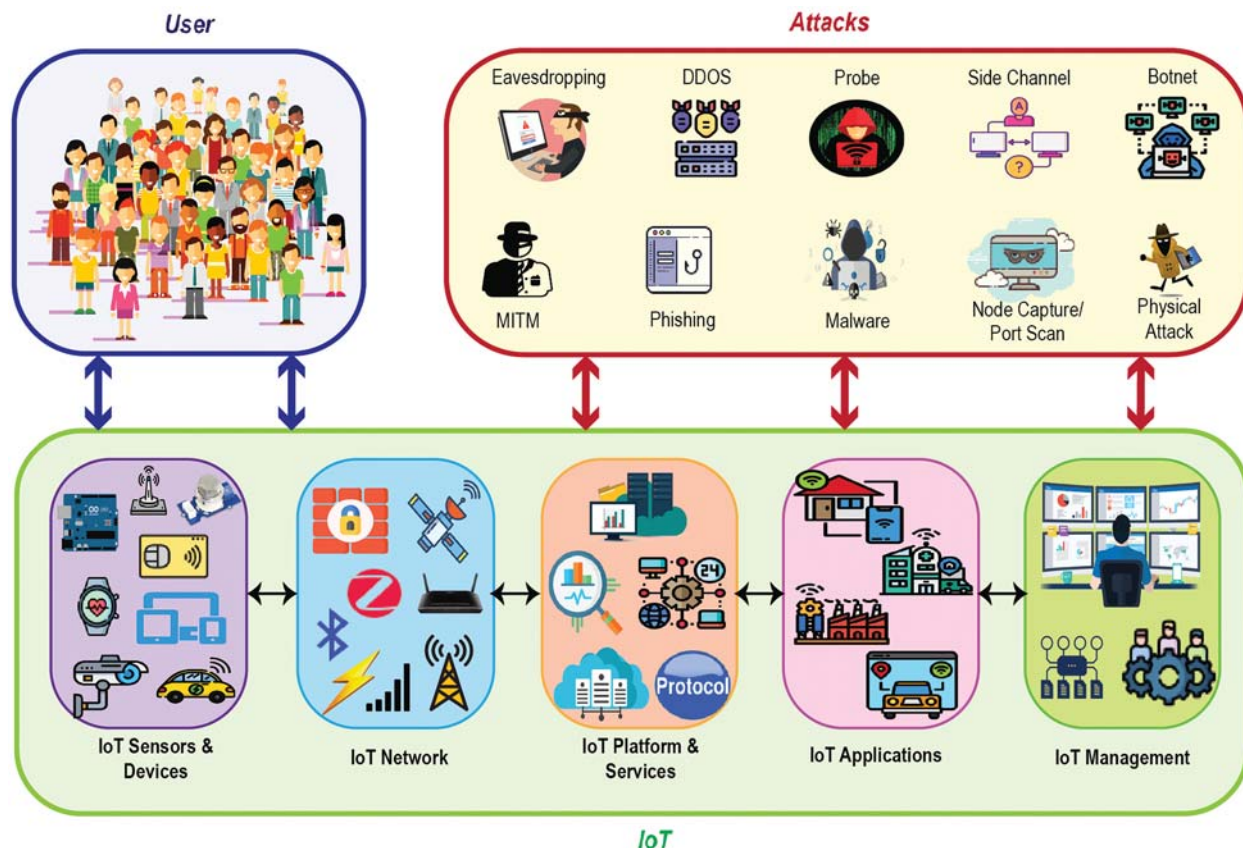 User
Attacks
Eavesdropping
DDOS
Probe
Side Channel
Botnet
A
?
MITM
Phishing
Malware
Node Capture/
Port Scan
Physical
Attack
24
Protocol
IoT Sensors &
Devices
IoT Network
IoT Platform &
Services
IoT Applications
IoT Management
IoT